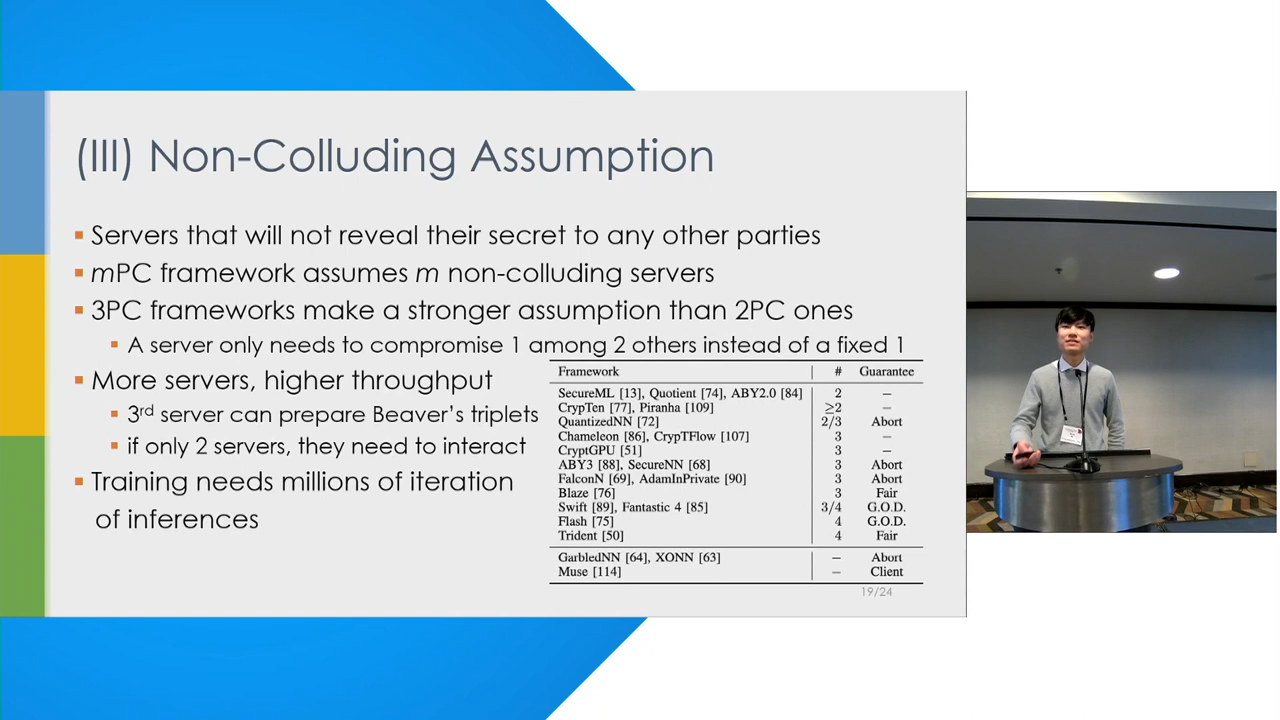 (III) Non-Colluding Assumption
▪ Servers that will not reveal their secret to any other parties
▪ mPC framework assumes m non-colluding servers
▪ 3PC frameworks make a stronger assumption than 2PC ones
▪ A server only needs to compromise 1 among 2 others instead of a fixed 1
▪ More servers, higher throughput
▪ 3rd server can prepare Beaver's triplets
▪ if only 2 servers, they need to interact
▪ Training needs millions of iteration
of inferences
Framework # Guarantee
SecureML [13], Quotient [74], ABY2.0 [84] 2 –
CrypTen [77], Piranha [109] ≥2 –
QuantizedNN [72] 2/3 Abort
Chameleon [86], CrypTFlow [107] 3 –
CryptGPU [51] 3 –
ABY3 [88], SecureNN [68] 3 Abort
FalconN [69], AdamInPrivate [90] 3 Abort
Blaze [76] 3 Fair
Swift [89], Fantastic 4 [85] 3/4 G.O.D.
Flash [75] 4 G.O.D.
Trident [50] 4 Fair
GarbledNN [64], XONN [63] – Abort
Muse [114] – Client
19/24